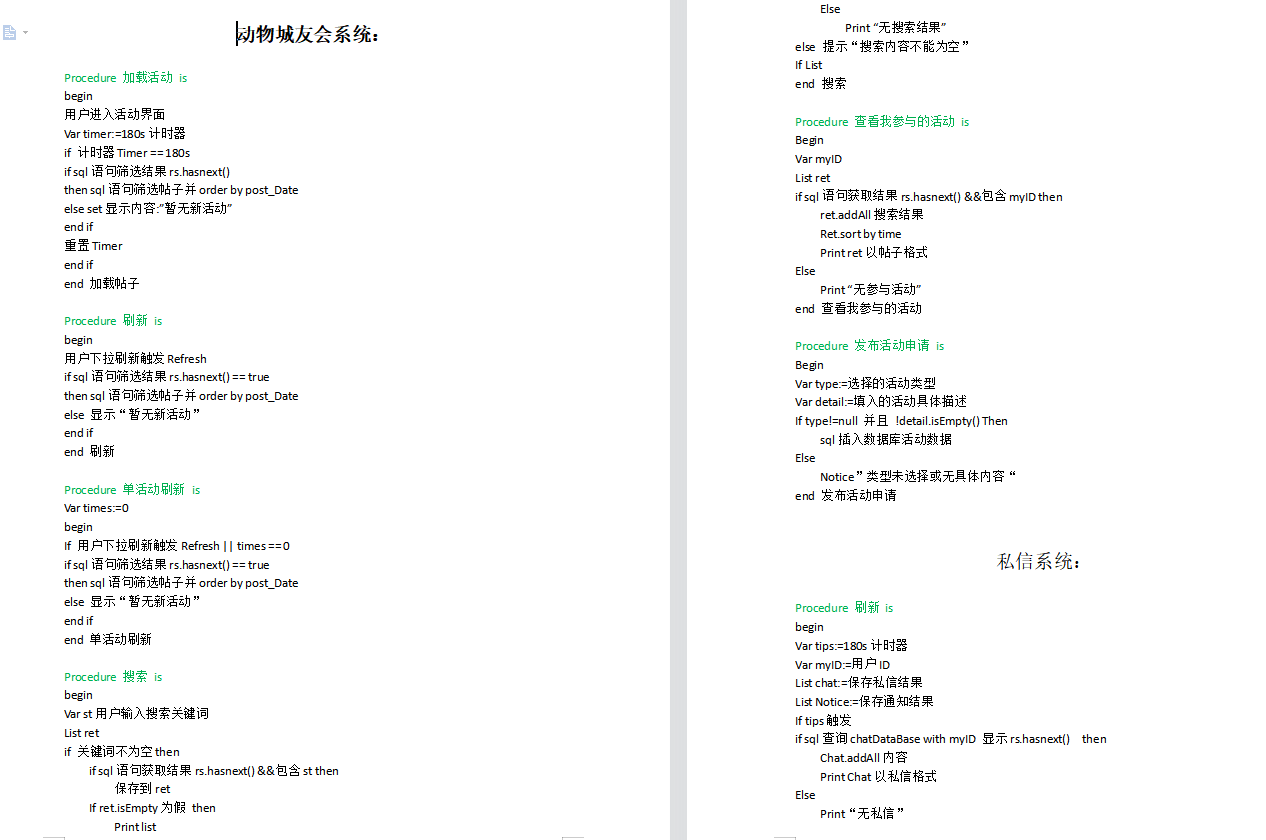 动物城友会系统：
Procedure 加载活动 is
begin
用户进入活动界面
Var timer:=180s 计时器
if 计时器 Timer ==180s
if sql 语句筛选结果 rs.hasnext()
then sql 语句筛选帖子并 order by post_Date
else set 显示内容:”暂无新活动”
end if
重置 Timer
end if
end 加载帖子
Procedure 刷新 is
begin
用户下拉刷新触发 Refresh
if sql 语句筛选结果 rs.hasnext() == true
then sql 语句筛选帖子并 order by post_Date
else 显示“暂无新活动”
end if
end 刷新
Procedure 单活动刷新 is
Var times:=0
begin
If 用户下拉刷新触发 Refresh || times ==0
if sql 语句筛选结果 rs.hasnext() == true
then sql 语句筛选帖子并 order by post_Date
else 显示“暂无新活动”
end if
end 单活动刷新
Procedure 搜索 is
begin
Var st 用户输入搜索关键词
List ret
if 关键词不为空 then
if sql 语句获取结果 rs.hasnext() &&包含 st then
保存到 ret
If ret.isEmpty 为假 then
Print list
Else
Print “无搜索结果”
else 提示“搜索内容不能为空”
If List
end 搜索
Procedure 查看我参与的活动 is
Begin
Var myID
List ret
if sql 语句获取结果 rs.hasnext() &&包含 myID then
ret.addAll 搜索结果
Ret.sort by time
Print ret 以帖子格式
Else
Print “无参与活动”
end 查看我参与的活动
Procedure 发布活动申请 is
Begin
Var type:=选择的活动类型
Var detail:=填入的活动具体描述
If type!=null 并且 !detail.isEmpty() Then
sql 插入数据库活动数据
Else
Notice”类型未选择或无具体内容“
end 发布活动申请
私信系统：
Procedure 刷新 is
begin
Var tips:=180s 计时器
Var myID:=用户 ID
List chat:=保存私信结果
List Notice:=保存通知结果
If tips 触发
if sql 查询 chatDataBase with myID 显示 rs.hasnext() then
Chat.addAll 内容
Print Chat 以私信格式
Else
Print“无私信”